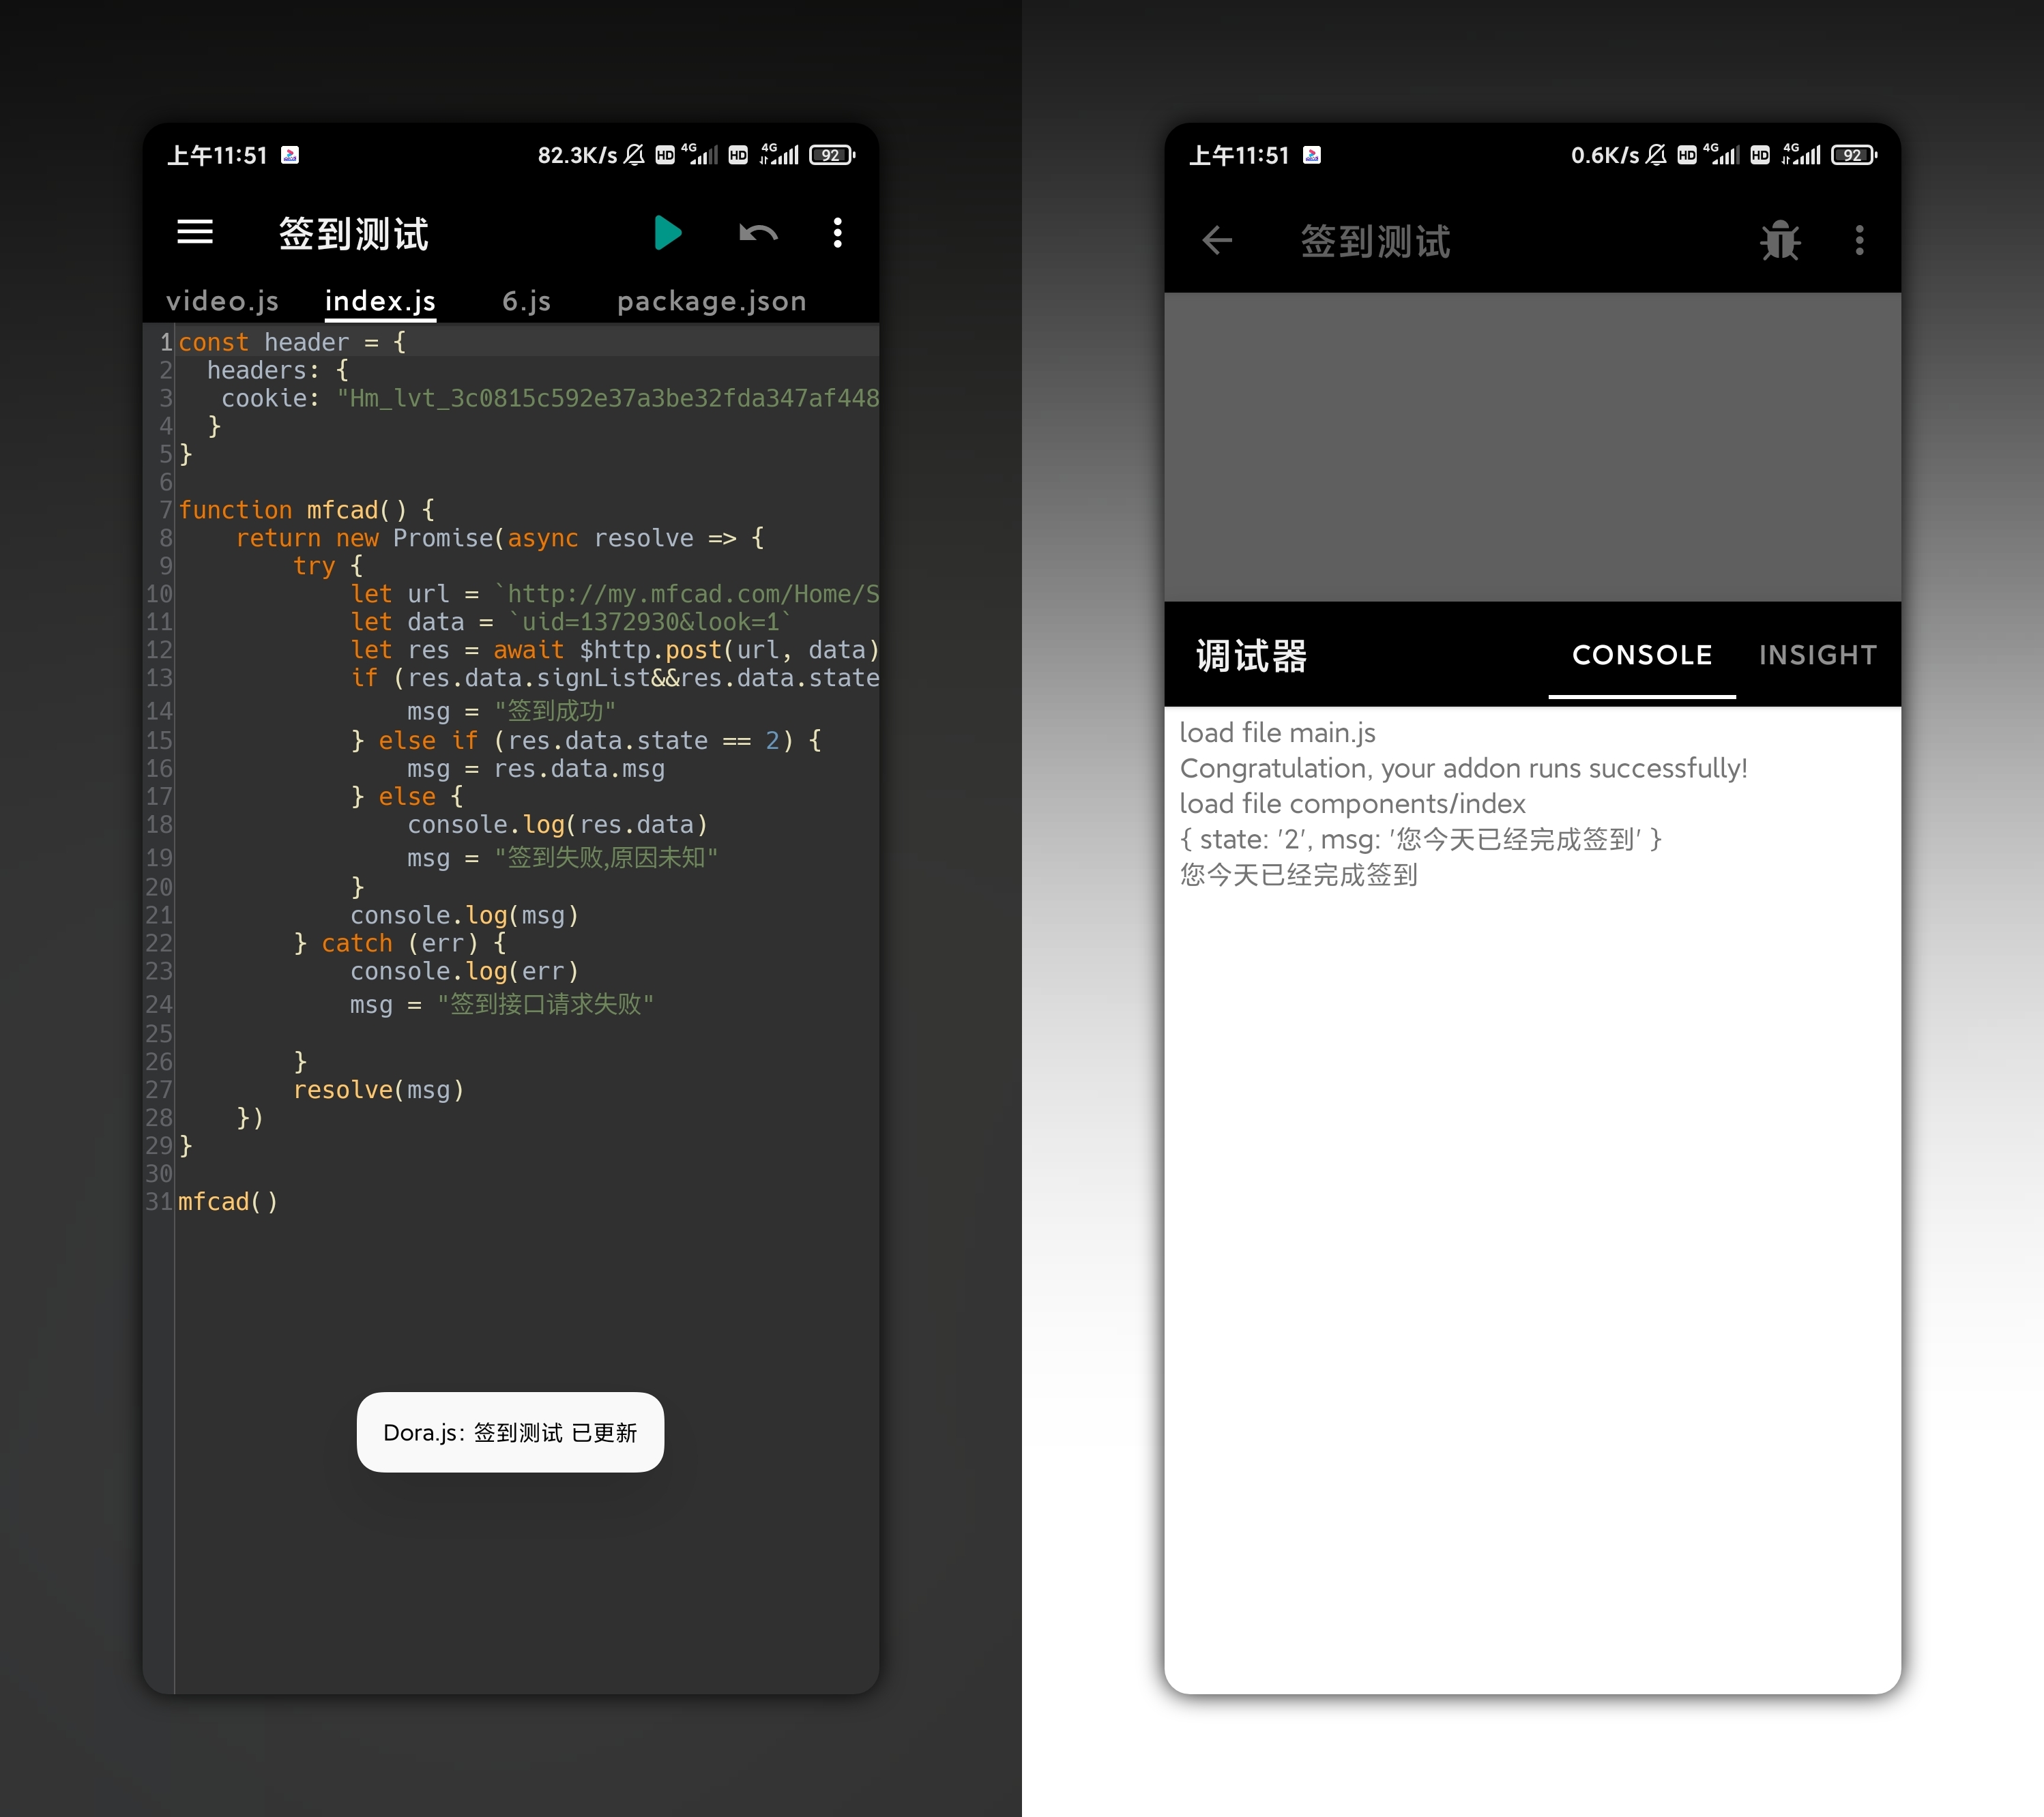 上午11:51
82.3K/s HD 4G HD 4G 92
签到测试
video.js index.js 6.js package.json
1 const header = {
2 headers: {
3 cookie: "Hm_lvt_3c0815c592e37a3be32fda347af448
4 }
5 }
6
7 function mfcad() {
8 return new Promise(async resolve => {
9 try {
10 let url = `http://my.mfcad.com/Home/S
11 let data = `uid=1372930&look=1`
12 let res = await $http.post(url, data)
13 if (res.data.signList&&res.data.state
14 msg = "签到成功"
15 } else if (res.data.state == 2) {
16 msg = res.data.msg
17 } else {
18 console.log(res.data)
19 msg = "签到失败,原因未知"
20 }
21 console.log(msg)
22 } catch (err) {
23 console.log(err)
24 msg = "签到接口请求失败"
25
26 }
27 resolve(msg)
28 })
29 }
30
31 mfcad()
Dora.js: 签到测试 已更新
上午11:51
0.6K/s HD 4G HD 4G 92
签到测试
调试器 CONSOLE INSIGHT
load file main.js
Congratulation, your addon runs successfully!
load file components/index
{ state: '2', msg: '您今天已经完成签到' }
您今天已经完成签到